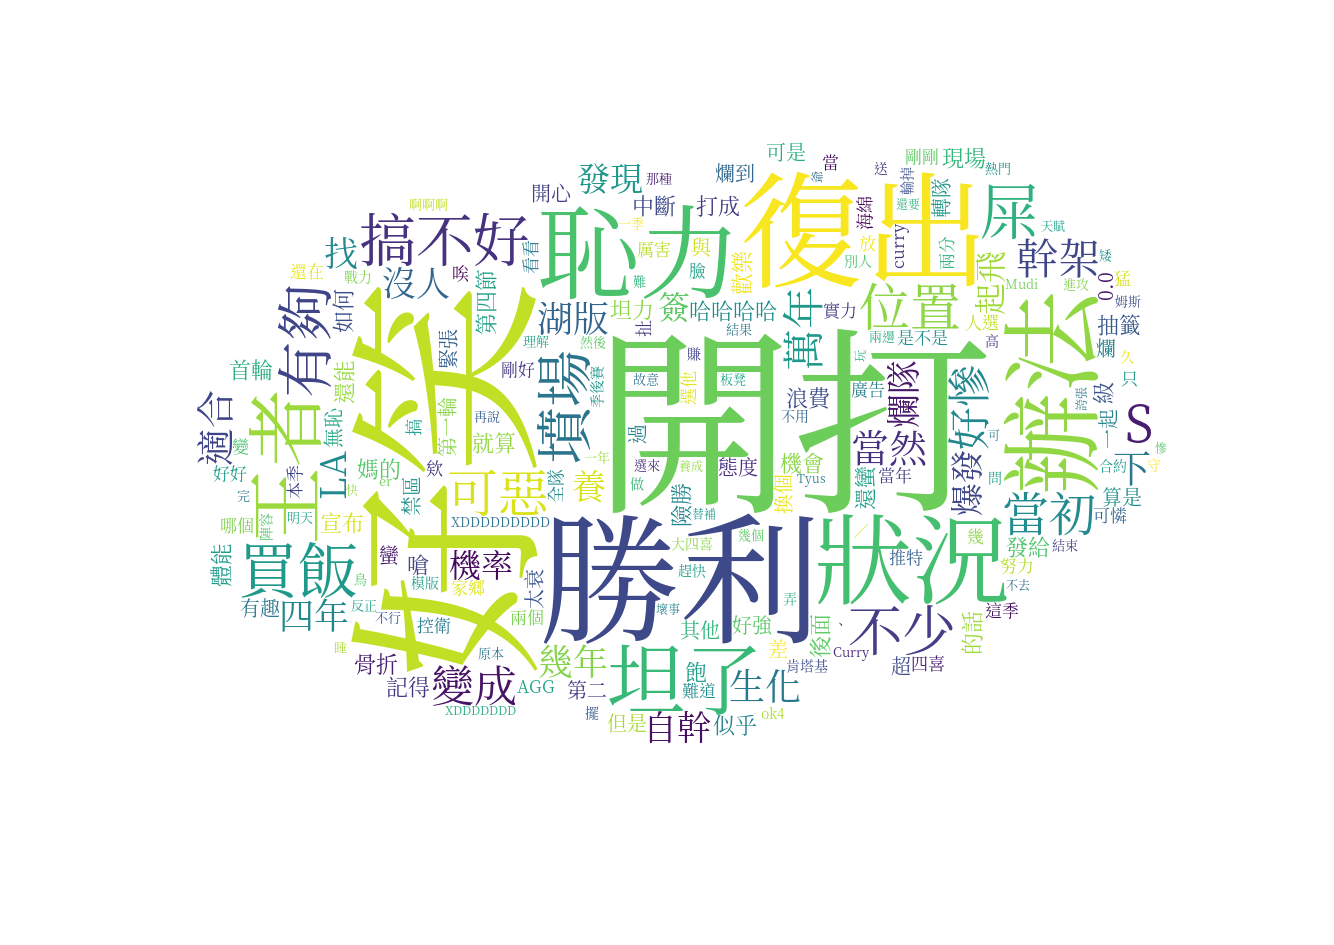 可是
當
剛剛
現場
熱門
送
爛到
發現
那種
開心
中斷
打成
輸掉
還要
轉隊
海綿
復出
屎
天賦
啊啊啊
搞不好
恥力
一季
看看
厲害
與
臉
歡樂
放
curry
兩分
別人
找
還在
戰力
沒人
唉
第四節
難
幹架
矮
起飛
Mudi
進攻
猛
0.0
姆斯
有夠
如何
湖版
坦力
簽
哈哈哈哈
萬年
實力
位置
人選
抽籤
爛
扯
結果
兩邊
是不是
高
久
緊張
理解
然後
剛好
墳場
首輪
還能
賺
故意
板凳
選他
季後賽
玩
廣告
爛隊
好慘
辦法
誇張
級
只
起
S
適合
王者
無恥
第一輪
搞
再說
開打
浪費
不用
過
當然
可
慘
變
就算
一年
選來
養成
態度
機會
Tyus
當年
還蠻
爆發
問
一下
合約
守
好笑
好好
LA
本季
媽的
欸
er
可惡
全隊
養
做
換個
完
快
禁區
當初
算是
可憐
哪個
陣容
明天
宣布
XDDDDDDDDD
險勝
替補
勝利
幾個
狀況
推特
幾
發給
結束
體能
買飯
蠻
嗆
機率
大四喜
趕快
努力
鳥
模版
家鄉
太衰
弄
不去
有趣
四年
反正
不行
控衛
兩個
壞事
其他
好強
後面
、
不少
這季
的話
睡
骨折
原本
幾年
坦了
飽
難道
差
Curry
肯塔基
超
四喜
記得
變成
AGG
第二
生化
XDDDDDDD
擺
但是
自幹
似乎
ok4